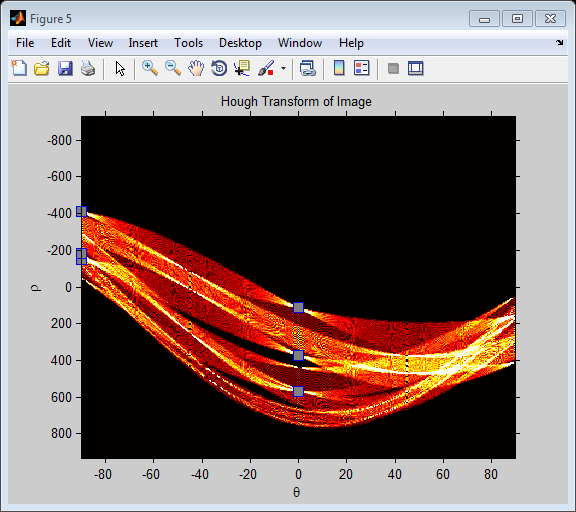 Figure 5
File Edit View Insert Tools Desktop Window Help
Hough Transform of Image
-800
-600
-400
-200
0
200
400
600
800
ρ
-80 -60 -40 -20 0 20 40 60 80
θ